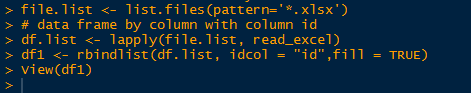 > file.list <- list.files(pattern='*.xlsx')
> # data frame by column with column id
> df.list <- lapply(file.list, read_excel)
> df1 <- rbindlist(df.list, idcol = "id",fill = TRUE)
> View(df1)
>